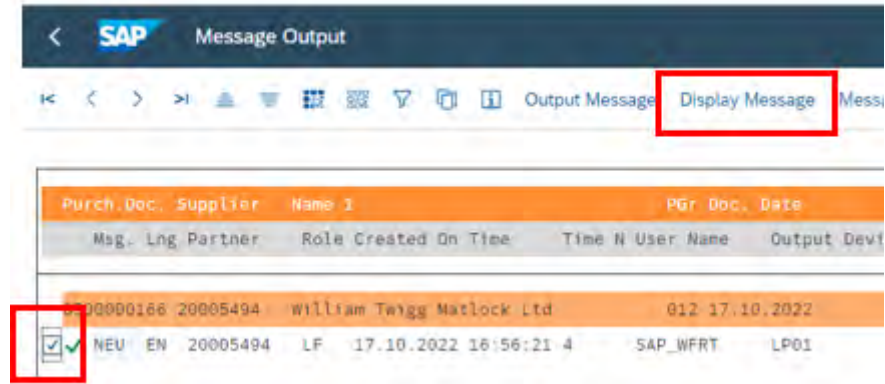 SAP Message Output
Output Message Display Message Messa
Purch.Doc. Supplier Name 1 PGr Doc. Date
Msg. Lng Partner Role Created On Time Time N User Name Output Devi
20005494 William Twigg Matlock Ltd 012 17.10.2022
NEU EN 20005494 LF 17.10.2022 16:56:21 4 SAP_WFRT LP01